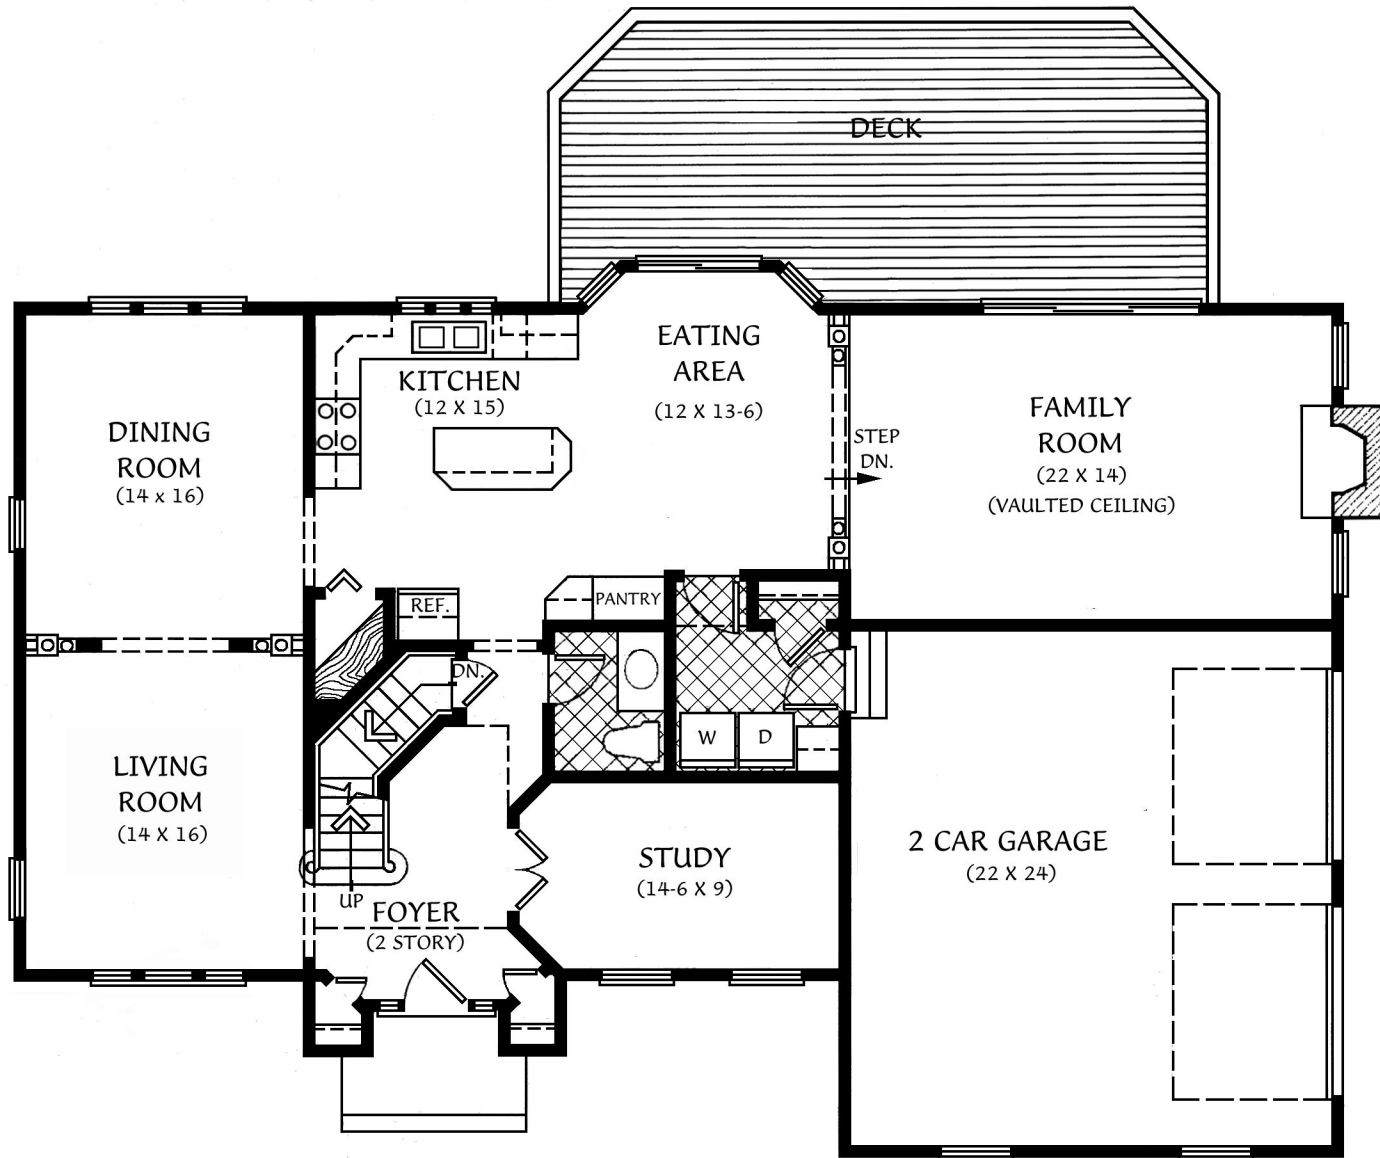 DECK
EATING
AREA
(12 X 13-6)
KITCHEN
(12 X 15)
DINING
ROOM
(14 x 16)
FAMILY
ROOM
(22 X 14)
(VAULTED CEILING)
STEP
DN.
REF.
PANTRY
DN.
W
D
LIVING
ROOM
(14 X 16)
UP
FOYER
(2 STORY)
STUDY
(14-6 X 9)
2 CAR GARAGE
(22 X 24)